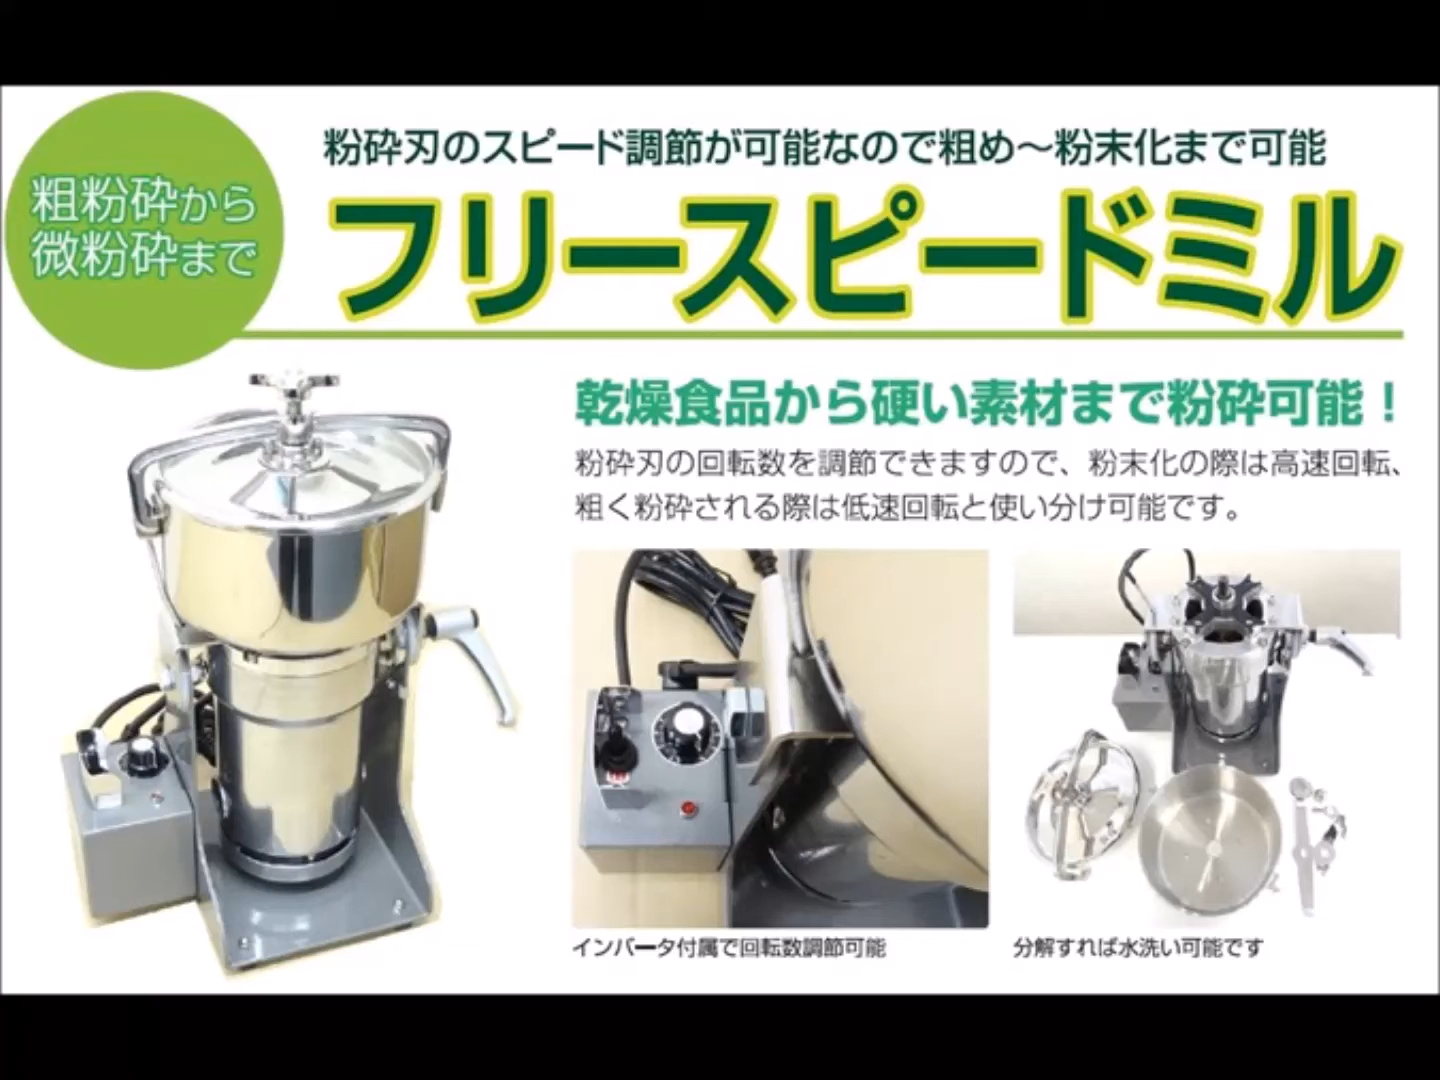 粗粉砕から
微粉砕まで
粉砕刃のスピード調節が可能なので粗め～粉末化まで可能
フリースピードミル
乾燥食品から硬い素材まで粉砕可能！
粉砕刃の回転数を調節できますので、粉末化の際は高速回転、
粗く粉砕される際は低速回転と使い分け可能です。
インバータ付属で回転数調節可能
分解すれば水洗い可能です